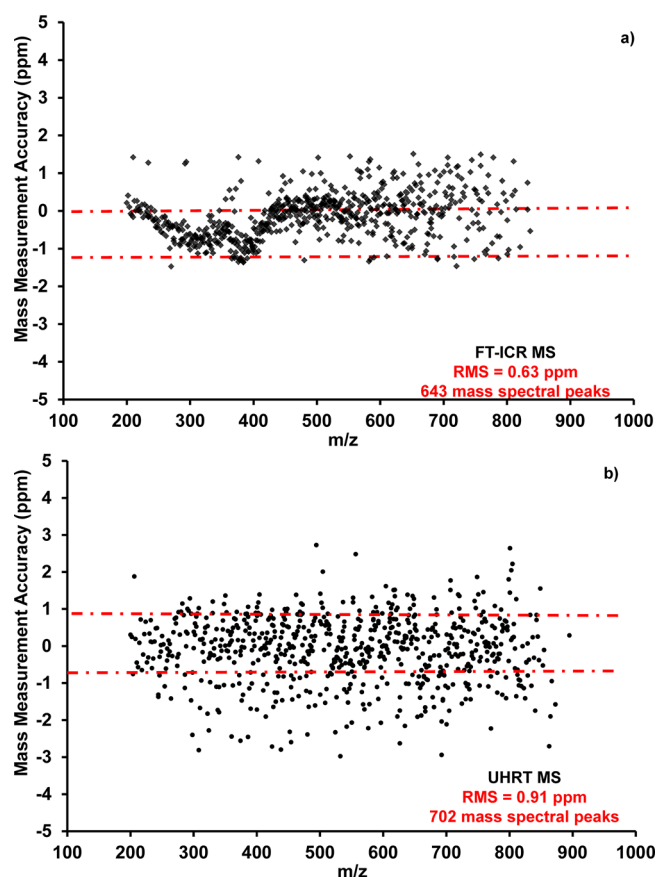 a)
Mass Measurement Accuracy (ppm)
5
4
3
2
1
0
-1
-2
-3
-4
-5
FT-ICR MS
RMS = 0.63 ppm
643 mass spectral peaks
100 200 300 400 500 600 700 800 900 1000
m/z
b)
Mass Measurement Accuracy (ppm)
5
4
3
2
1
0
-1
-2
-3
-4
-5
UHRT MS
RMS = 0.91 ppm
702 mass spectral peaks
100 200 300 400 500 600 700 800 900 1000
m/z